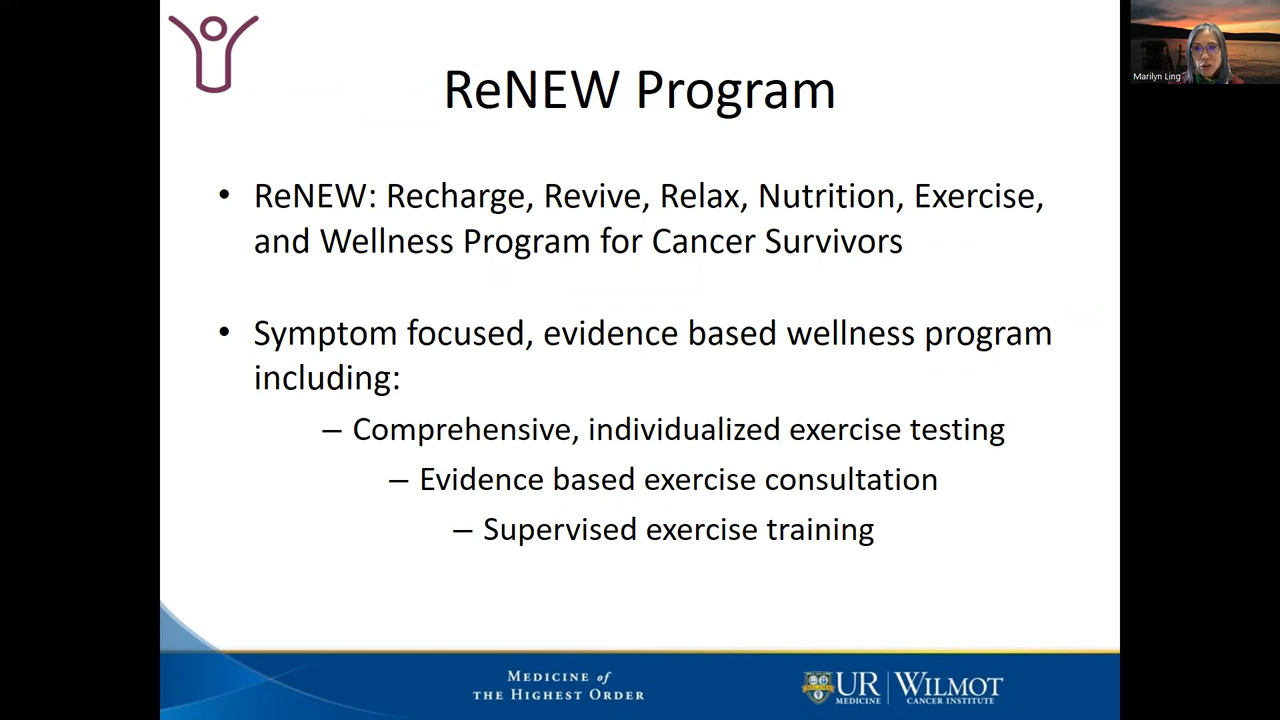 ReNEW Program
Marilyn Ling
• ReNEW: Recharge, Revive, Relax, Nutrition, Exercise,
and Wellness Program for Cancer Survivors
• Symptom focused, evidence based wellness program
including:
– Comprehensive, individualized exercise testing
– Evidence based exercise consultation
– Supervised exercise training
MEDICINE of
THE HIGHEST ORDER
UR
MEDICINE
WILMOT
CANCER INSTITUTE